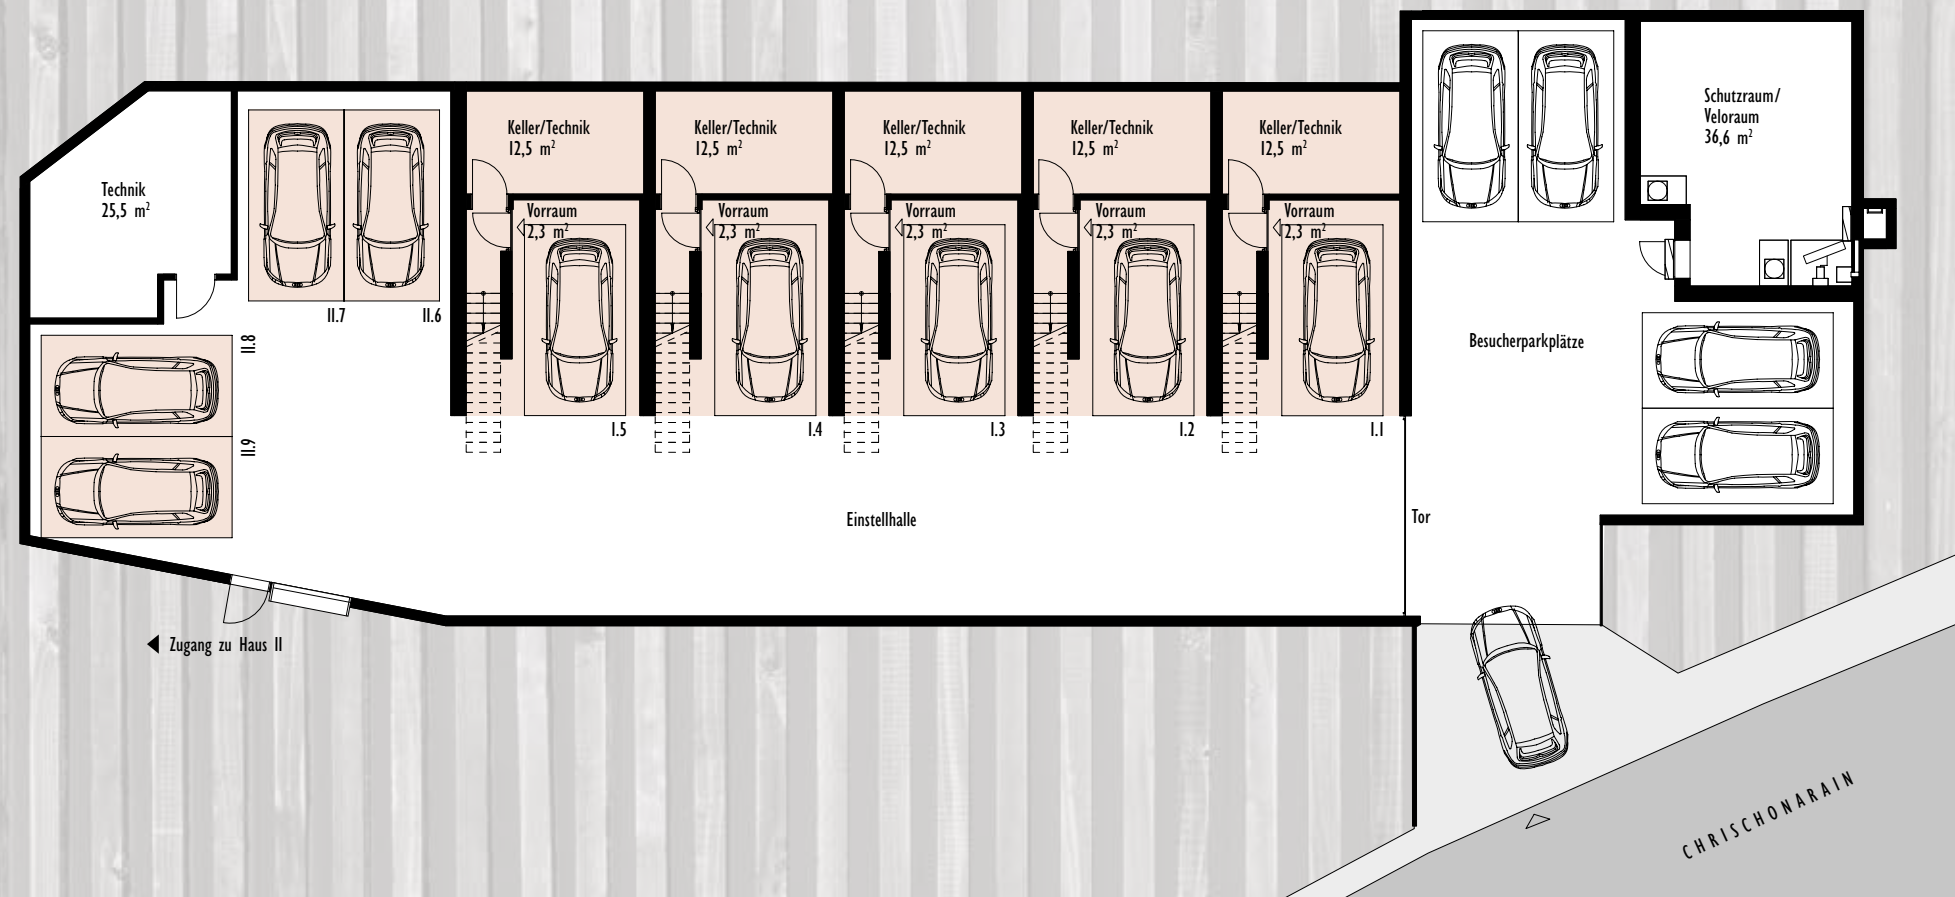 Schutzraum/
Veloraum
36,6 m²
Keller/Technik
12,5 m²
Keller/Technik
12,5 m²
Keller/Technik
12,5 m²
Keller/Technik
12,5 m²
Keller/Technik
12,5 m²
Technik
25,5 m²
Vorraum
2,3 m²
Vorraum
2,3 m²
Vorraum
2,3 m²
Vorraum
2,3 m²
Vorraum
2,3 m²
II.7
II.6
II.8
II.9
Besucherparkplätze
I.5
I.4
I.3
I.2
I.1
Einstellhalle
Tor
Zugang zu Haus II
CHRISCHONARAIN